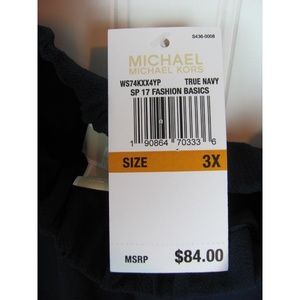 S436-0008
MICHAEL
MICHAEL KORS
WS74KXX4YP TRUE NAVY
SP 17 FASHION BASICS
1 90864 70333 6
SIZE 3X
MSRP $84.00